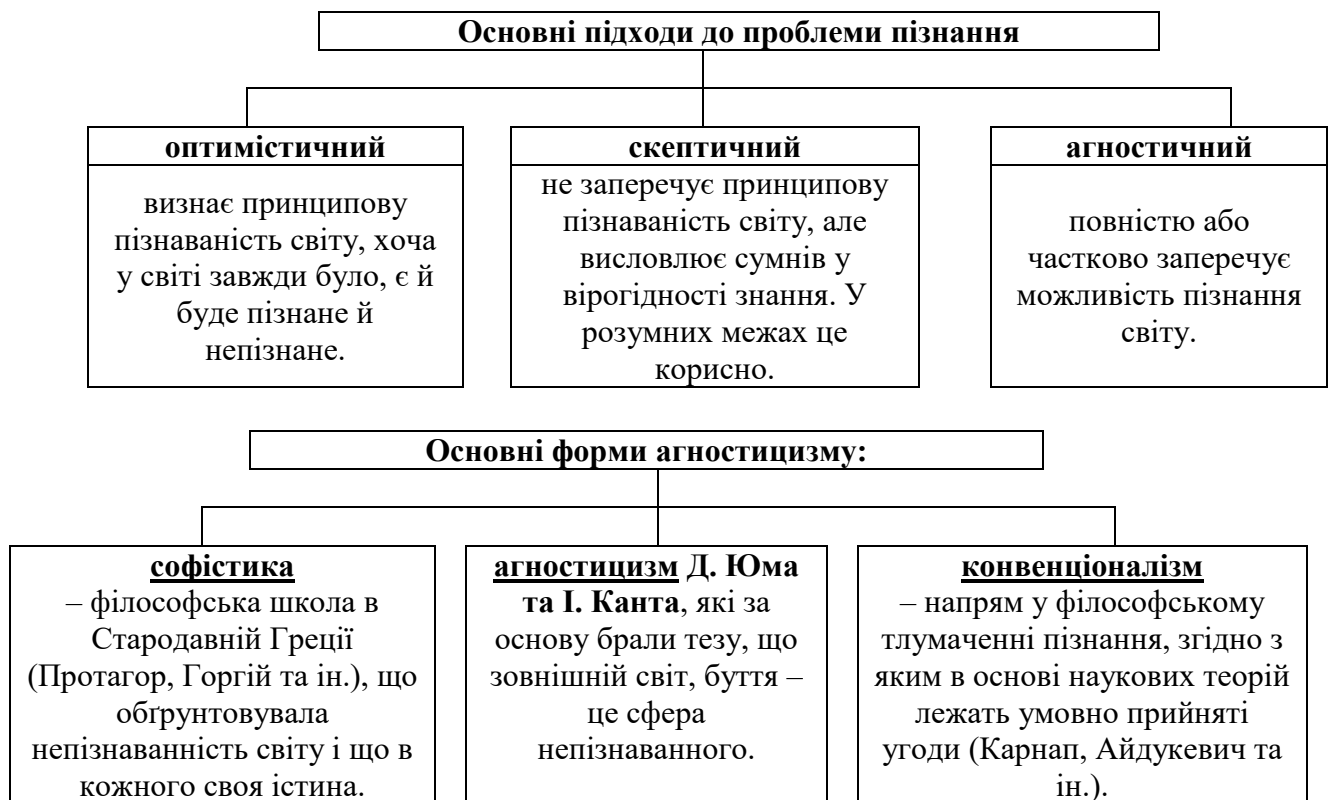 Основні підходи до проблеми пізнання
оптимістичний
визнає принципову
пізнаваність світу, хоча
у світі завжди було, є й
буде пізнане й
непізнане.
скептичний
не заперечує принципову
пізнаваність світу, але
висловлює сумнів у
вірогідності знання. У
розумних межах це
корисно.
агностичний
повністю або
частково заперечує
можливість пізнання
світу.
Основні форми агностицизму:
софістика
– філософська школа в
Стародавній Греції
(Протагор, Горгій та ін.), що
обґрунтовувала
непізнаванність світу і що в
кожного своя істина.
агностицизм Д. Юма
та І. Канта, які за
основу брали тезу, що
зовнішній світ, буття –
це сфера
непізнаванного.
конвенціоналізм
– напрям у філософському
тлумаченні пізнання, згідно з
яким в основі наукових теорій
лежать умовно прийняті
угоди (Карнап, Айдукевич та
ін.).